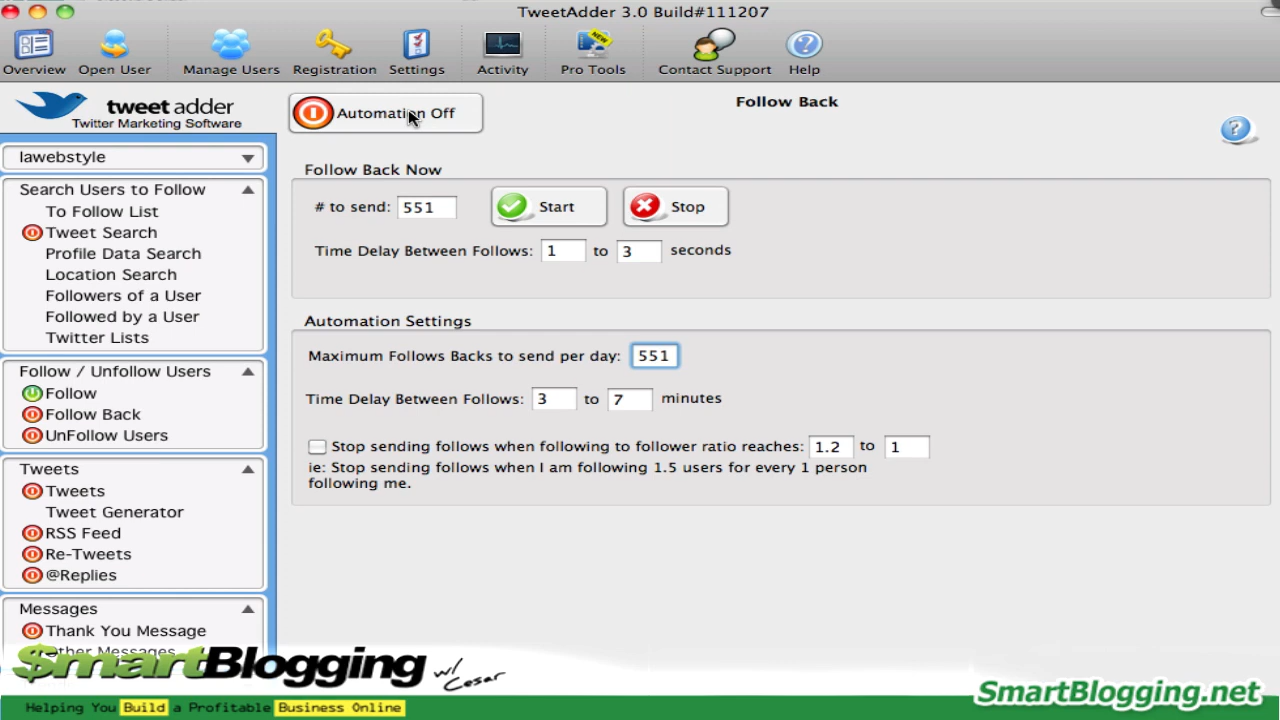 TweetAdder 3.0 Build#111207
Overview Open User Manage Users Registration Settings Activity Pro Tools Contact Support Help
NEW
tweet adder
Twitter Marketing Software
Automation Off
Follow Back
lawebstyle
Search Users to Follow
To Follow List
Tweet Search
Profile Data Search
Location Search
Followers of a User
Followed by a User
Twitter Lists
Follow / Unfollow Users
Follow
Follow Back
UnFollow Users
Tweets
Tweets
Tweet Generator
RSS Feed
Re-Tweets
@Replies
Messages
Thank You Message
Other Messages
Follow Back Now
# to send: 551 Start Stop
Time Delay Between Follows: 1 to 3 seconds
Automation Settings
Maximum Follows Backs to send per day: 551
Time Delay Between Follows: 3 to 7 minutes
Stop sending follows when following to follower ratio reaches: 1.2 to 1
ie: Stop sending follows when I am following 1.5 users for every 1 person
following me.
$martBlogging w/ Cesar
SmartBlogging.net
Helping You Build a Profitable Business Online